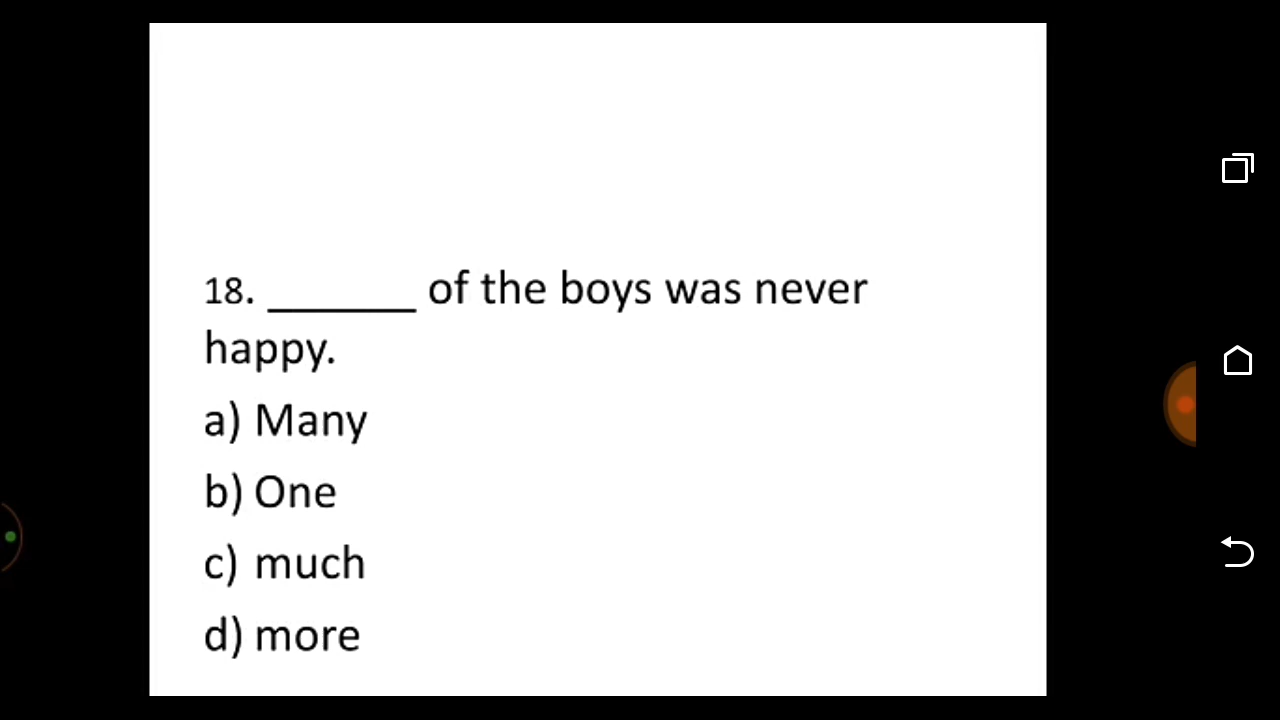 18. _______ of the boys was never
happy.
a) Many
b) One
c) much
d) more